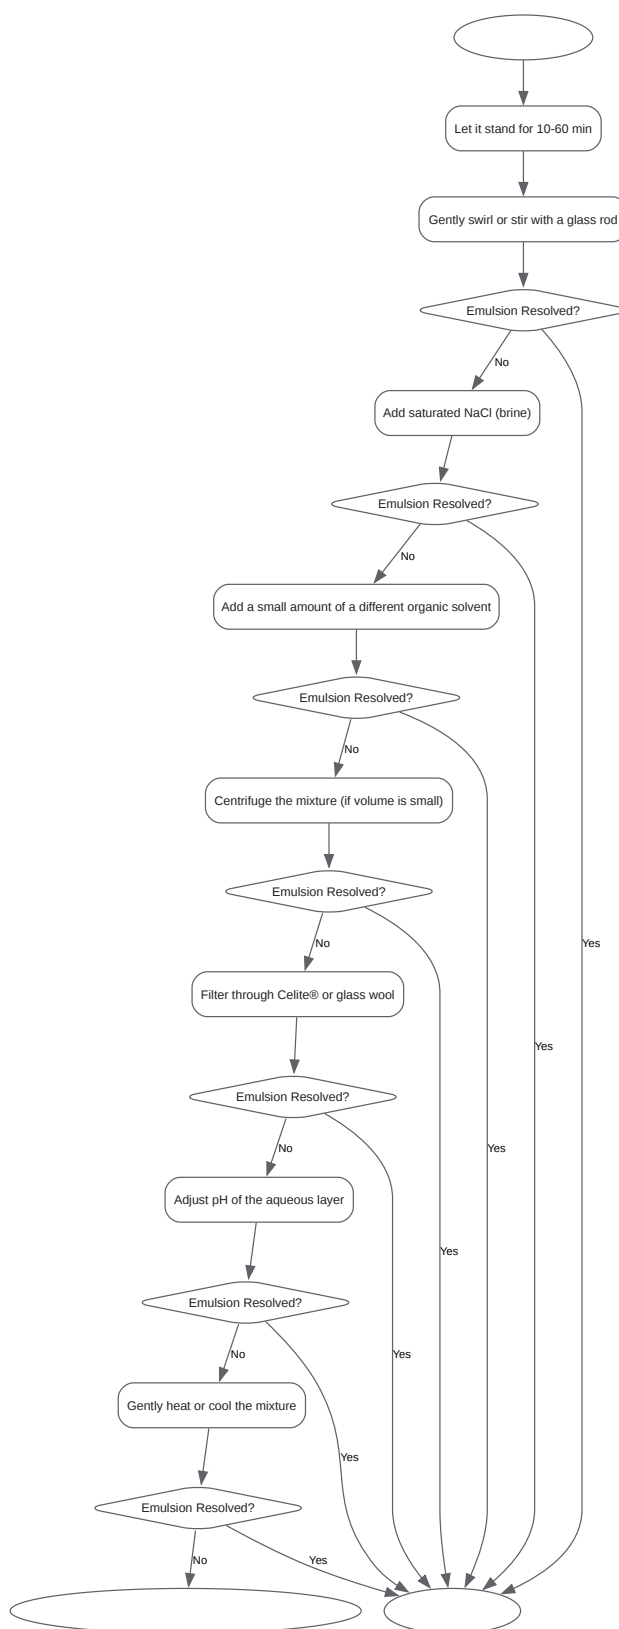 Let it stand for 10-60 min
Gently swirl or stir with a glass rod
Emulsion Resolved?
No
Add saturated NaCl (brine)
Emulsion Resolved?
No
Add a small amount of a different organic solvent
Emulsion Resolved?
No
Centrifuge the mixture (if volume is small)
Emulsion Resolved?
No
Yes
Filter through Celite® or glass wool
Yes
Emulsion Resolved?
No
Yes
Adjust pH of the aqueous layer
Yes
Emulsion Resolved?
No
Yes
Gently heat or cool the mixture
Yes
Emulsion Resolved?
No
Yes